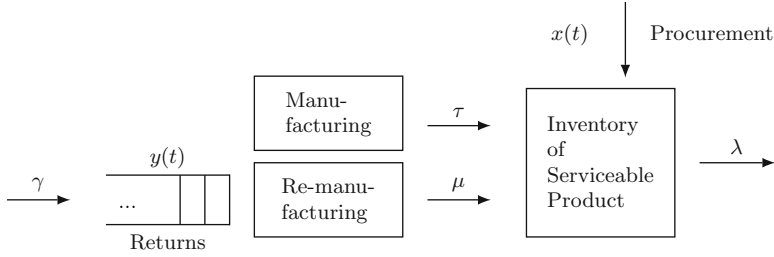 x(t) Procurement
Manu-
facturing
τ
Inventory
of
Serviceable
Product
λ
y(t)
γ
...
Re-manu-
facturing
μ
Returns